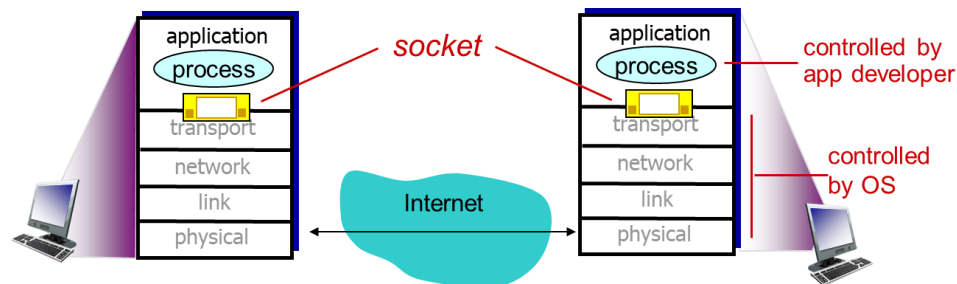 application
process
transport
network
link
physical
socket
Internet
application
process
transport
network
link
physical
controlled by
app developer
controlled
by OS